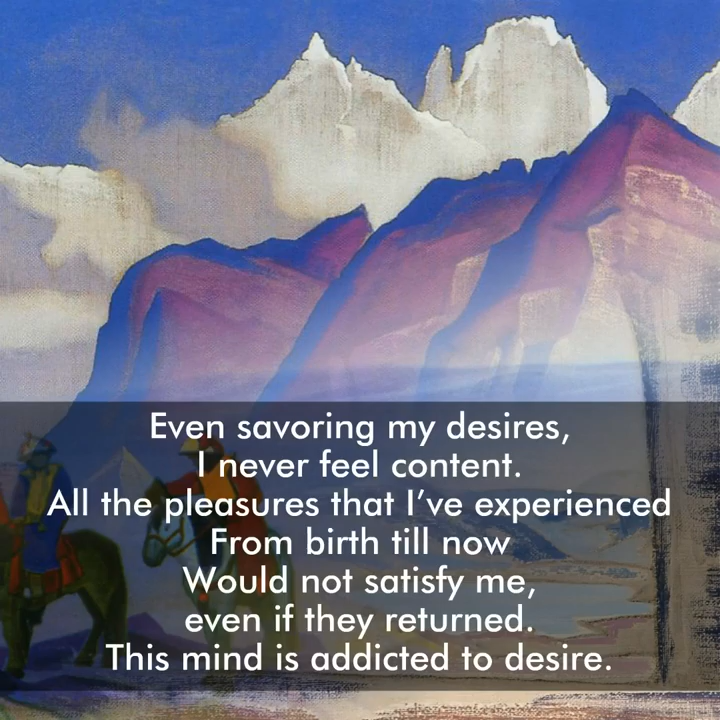 Even savoring my desires,
I never feel content.
All the pleasures that I’ve experienced
From birth till now
Would not satisfy me,
even if they returned.
This mind is addicted to desire.